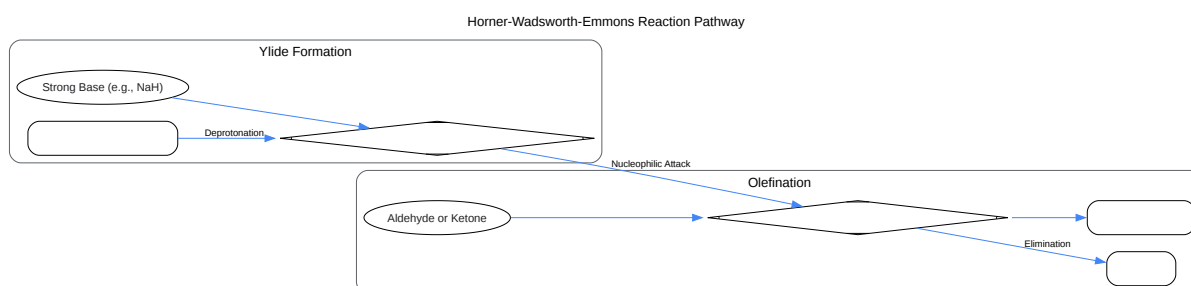 Horner-Wadsworth-Emmons Reaction Pathway
Ylide Formation
Strong Base (e.g., NaH)
Deprotonation
Nucleophilic Attack
Olefination
Aldehyde or Ketone
Elimination